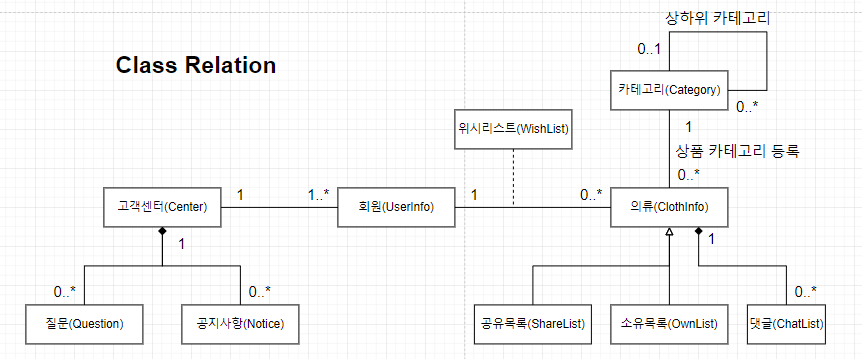 상하위 카테고리
0..1
Class Relation
카테고리(Category)
0..*
위시리스트(WishList)
1
상품 카테고리 등록
0..*
고객센터(Center)
1
1..*
회원(UserInfo)
1
0..*
의류(ClothInfo)
1
1
0..*
0..*
0..*
질문(Question)
공지사항(Notice)
공유목록(ShareList)
소유목록(OwnList)
댓글(ChatList)